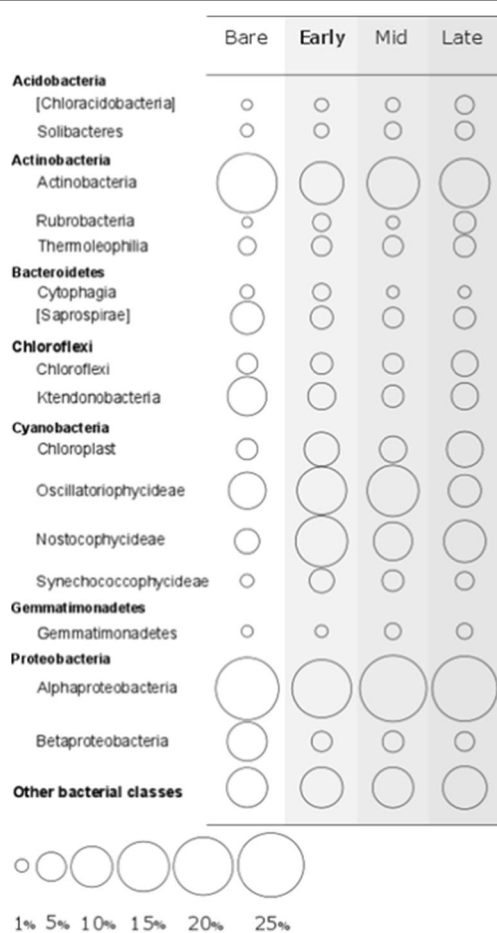 Bare Early Mid Late
Acidobacteria
[Chloracidobacteria]
Solibacteres
Actinobacteria
Actinobacteria
Rubrobacteria
Thermoleophilia
Bacteroidetes
Cytophagia
[Saprospirae]
Chloroflexi
Chloroflexi
Ktendonobacteria
Cyanobacteria
Chloroplast
Oscillatoriophycideae
Nostocophycideae
Synechococcophycideae
Gemmatimonadetes
Gemmatimonadetes
Proteobacteria
Alphaproteobacteria
Betaproteobacteria
Other bacterial classes
1% 5% 10% 15% 20% 25%